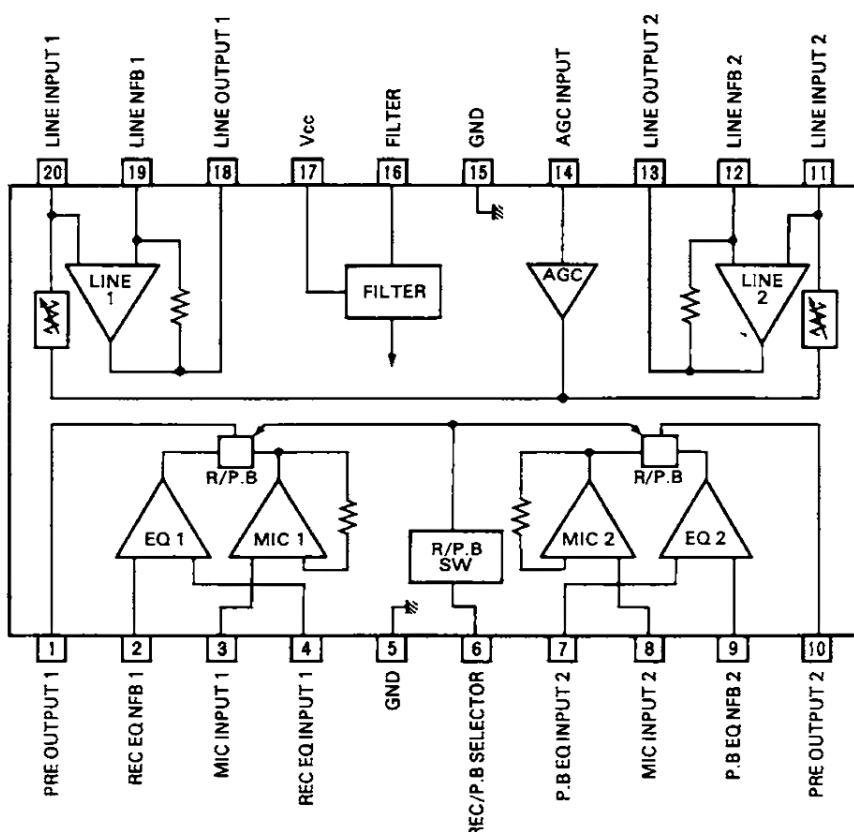 LINE INPUT 1
LINE NFB 1
LINE OUTPUT 1
Vcc
FILTER
GND
AGC INPUT
LINE OUTPUT 2
LINE NFB 2
LINE INPUT 2
20
19
18
17
16
15
14
13
12
11
LINE
1
FILTER
AGC
LINE
2
R/P.B
R/P.B
EQ 1
MIC 1
R/P.B
SW
MIC 2
EQ 2
1
2
3
4
5
6
7
8
9
10
PRE OUTPUT 1
REC EQ NFB 1
MIC INPUT 1
REC EQ INPUT 1
GND
REC/P.B SELECTOR
P.B EQ INPUT 2
MIC INPUT 2
P.B EQ NFB 2
PRE OUTPUT 2